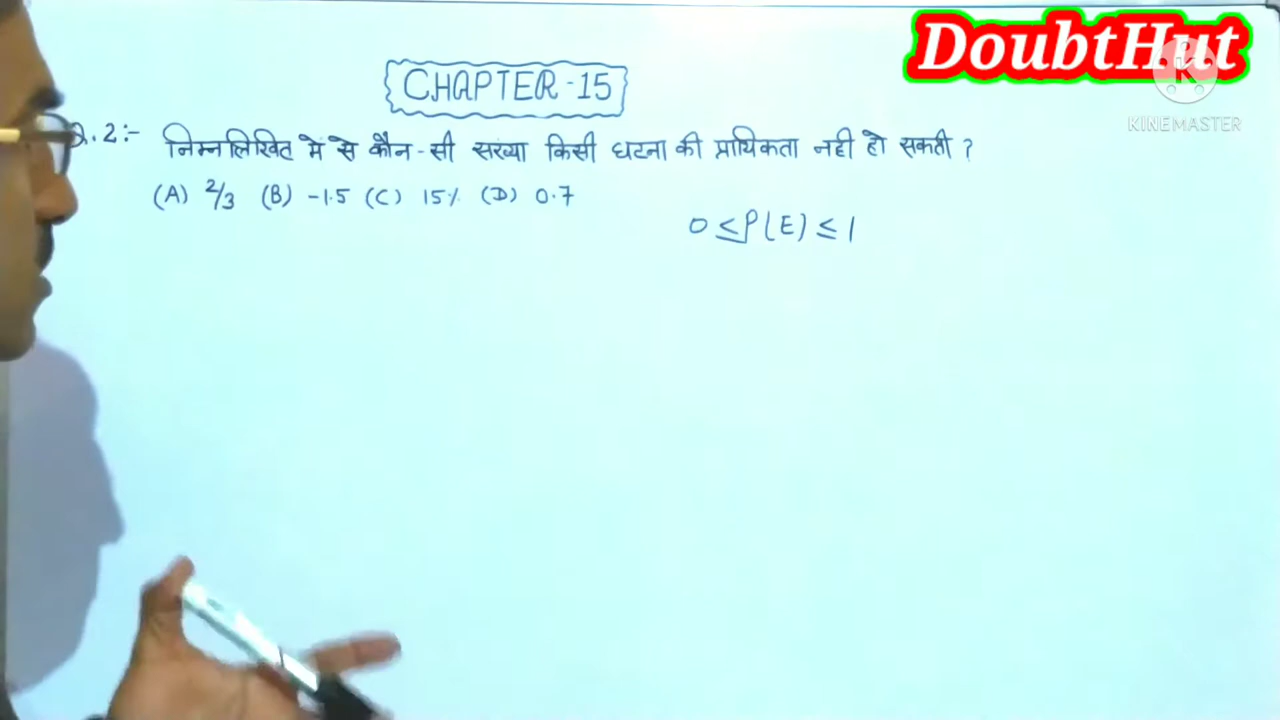 DoubtHut
KINEMASTER
CHAPTER-15
Q.2:- निम्नलिखित मे से कौन-सी संख्या किसी घटना की प्रायिकता नही हो सकती ?
(A) 2/3 (B) -1.5 (C) 15% (D) 0.7
0 ≤ P(E) ≤ 1